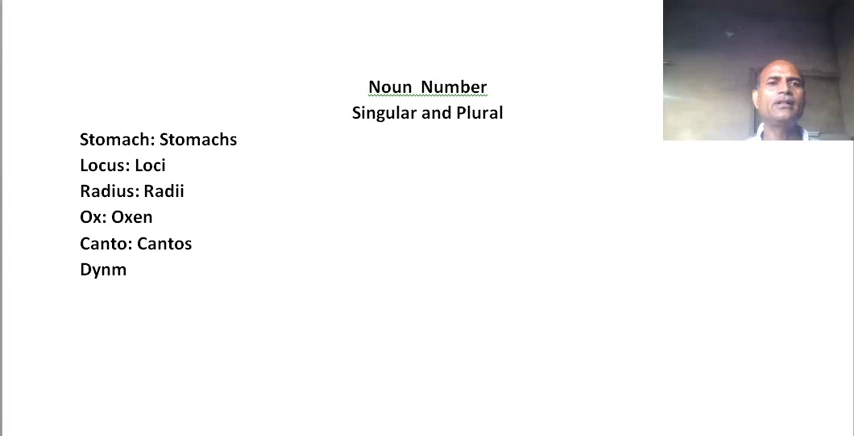 Noun Number
Singular and Plural
Stomach: Stomachs
Locus: Loci
Radius: Radii
Ox: Oxen
Canto: Cantos
Dynm